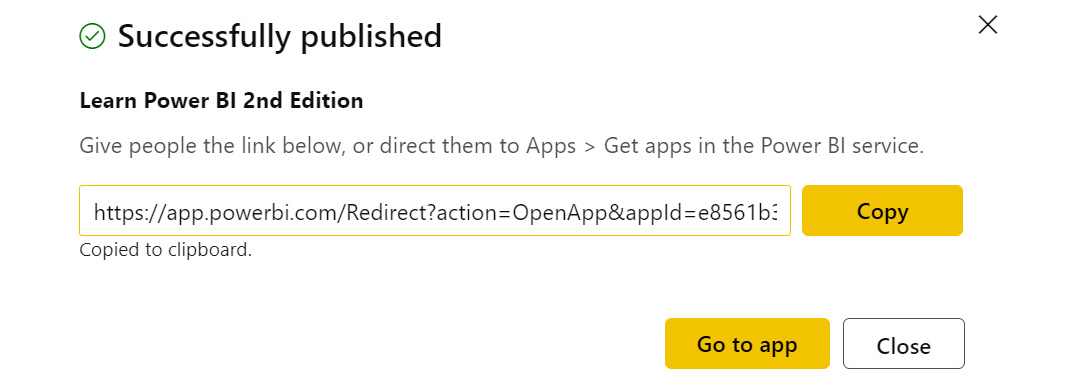 Successfully published
Learn Power BI 2nd Edition
Give people the link below, or direct them to Apps > Get apps in the Power BI service.
https://app.powerbi.com/Redirect?action=OpenApp&appId=e8561b3
Copy
Copied to clipboard.
Go to app
Close